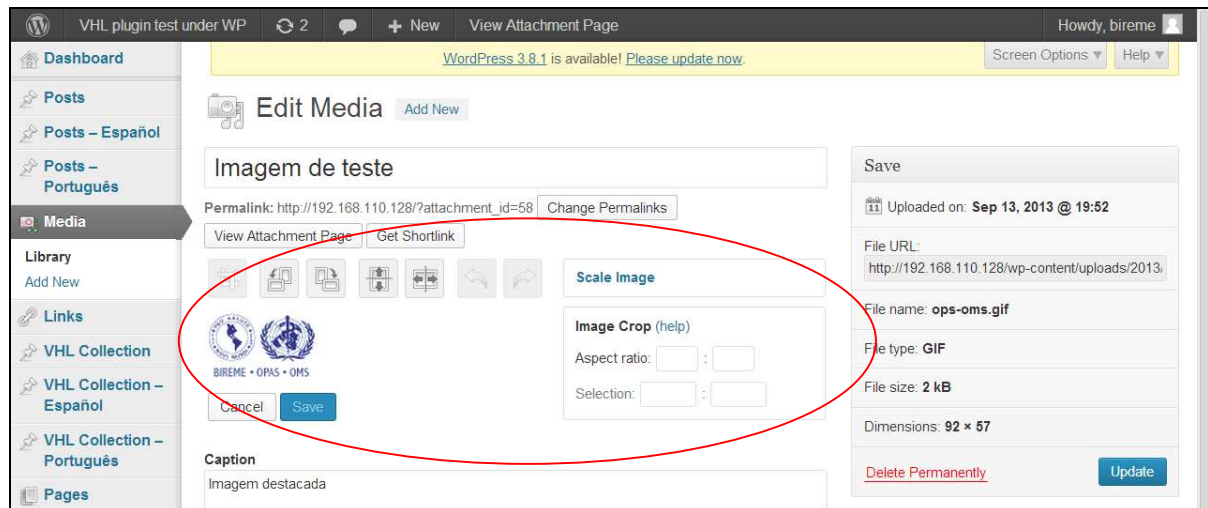 VHL plugin test under WP 2 New View Attachment Page Howdy, bireme
Dashboard
Posts
Posts – Español
Posts –
Português
Media
Library
Add New
Links
VHL Collection
VHL Collection –
Español
VHL Collection –
Português
Pages
WordPress 3.8.1 is available! Please update now.
Screen Options Help
Edit Media Add New
Imagem de teste
Permalink: http://192.168.110.128/?attachment_id=58 Change Permalinks
View Attachment Page Get Shortlink
BIREME • OPAS • OMS
Cancel Save
Scale Image
Image Crop (help)
Aspect ratio: :
Selection: :
Caption
Imagem destacada
Save
11 Uploaded on: Sep 13, 2013 @ 19:52
File URL:
http://192.168.110.128/wp-content/uploads/2013/
File name: ops-oms.gif
File type: GIF
File size: 2 kB
Dimensions: 92 × 57
Delete Permanently Update